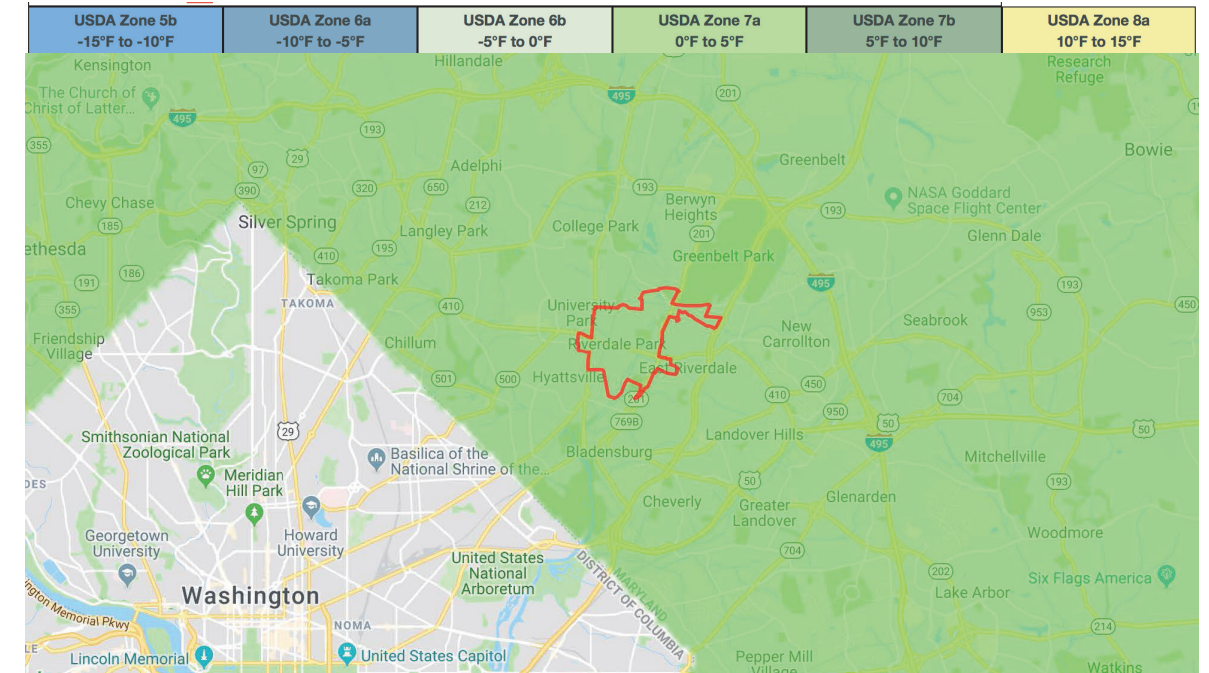 USDA Zone 5b
-15°F to -10°F
USDA Zone 6a
-10°F to -5°F
USDA Zone 6b
-5°F to 0°F
USDA Zone 7a
0°F to 5°F
USDA Zone 7b
5°F to 10°F
USDA Zone 8a
10°F to 15°F
Kensington
Hillandale
Research
Refuge
The Church of
Christ of Latter...
495
495
201
193
355
29
Bowie
Adelphi
Greenbelt
97
390
320
650
193
NASA Goddard
Space Flight Center
Chevy Chase
212
Berwyn
Heights
193
185
Silver Spring
Langley Park
College Park
201
Glenn Dale
ethesda
410
195
Greenbelt Park
191
186
Takoma Park
495
193
355
TAKOMA
410
University
Park
450
953
Seabrook
New
Carrollton
Friendship
Village
Chillum
Riverdale Park
East Riverdale
501
500
Hyattsville
450
410
704
201
950
769B
50
50
29
495
Landover Hills
Smithsonian National
Zoological Park
Basilica of the
National Shrine of the...
Bladensburg
Mitchellville
Meridian
Hill Park
50
193
DES
Cheverly
Greater
Landover
Glenarden
Georgetown
University
Howard
University
Woodmore
704
United States
National
Arboretum
DISTRICT OF COLUMBIA
MARYLAND
202
Six Flags America
Lake Arbor
Washington
ngton Memorial Pkwy
NOMA
214
LE
Lincoln Memorial
United States Capitol
Pepper Mill
Village
Watkins